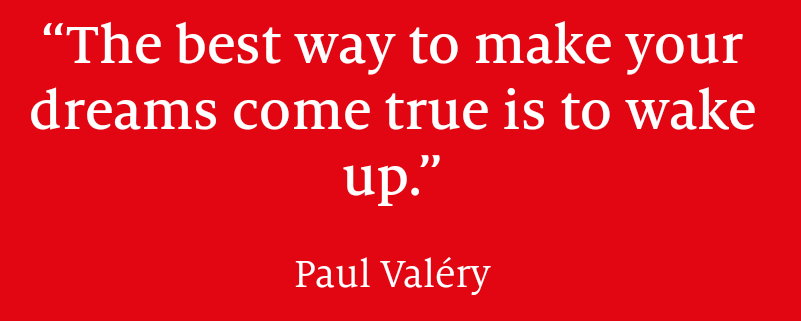 “The best way to make your
dreams come true is to wake
up.”
Paul Valéry